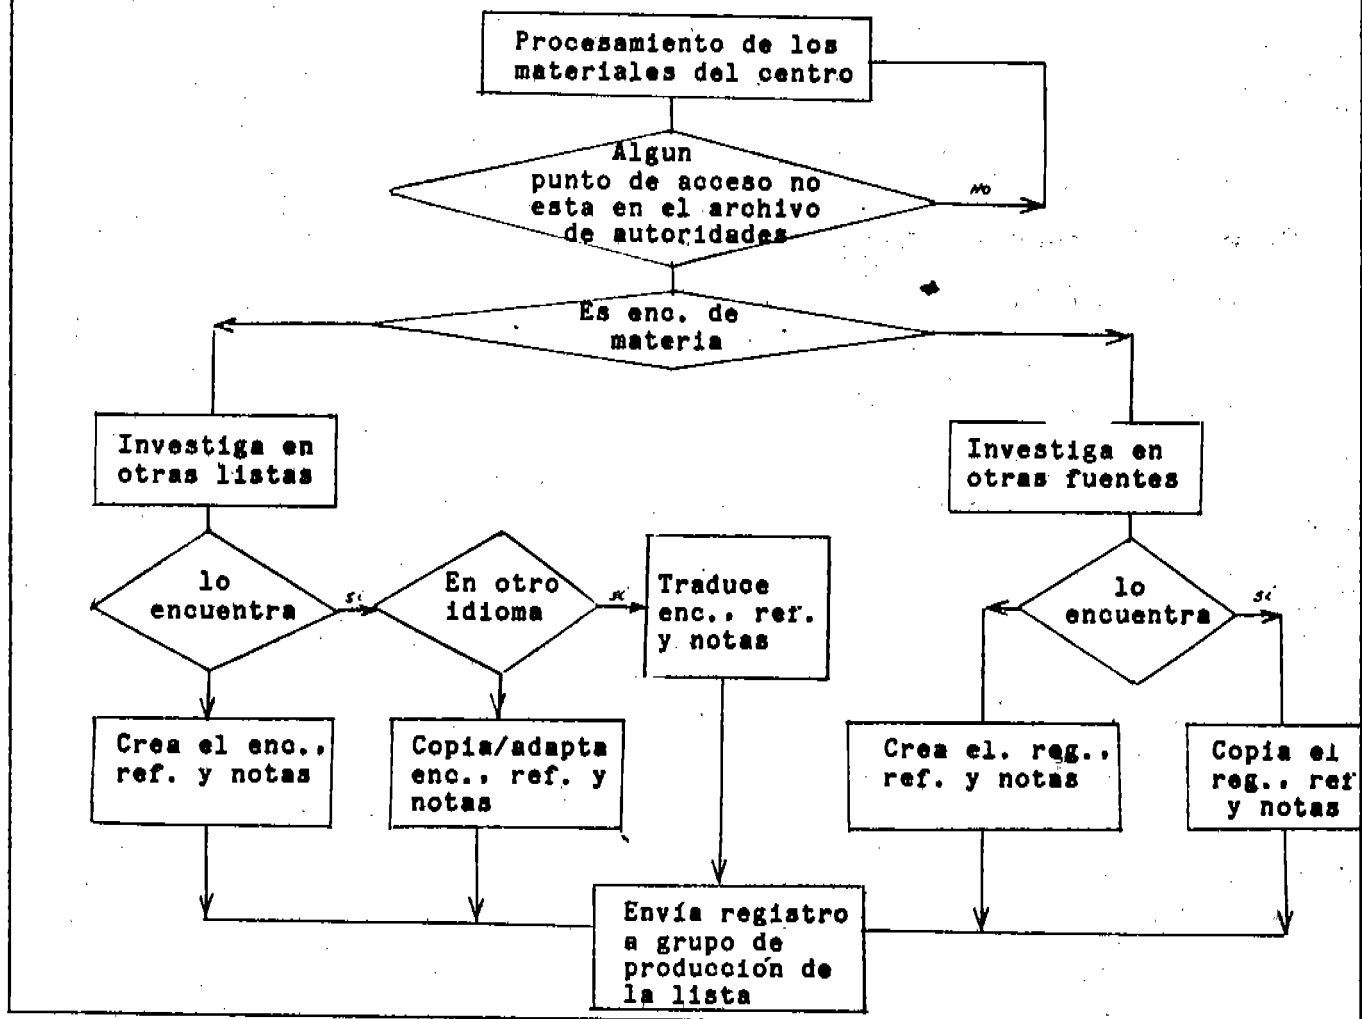 Procesamiento de los
materiales del centro
Algun
punto de acceso no
esta en el archivo
de autoridades
NO
Es enc. de
materia
Investiga en
otras listas
Investiga en
otras fuentes
lo
encuentra
si
En otro
idioma
si
Traduce
enc., ref.
y notas
lo
encuentra
si
Crea el enc.,
ref. y notas
Copia/adapta
enc., ref. y
notas
Crea el. reg.,
ref. y notas
Copia el
reg., ref
y notas
Envía registro
a grupo de
producción de
la lista